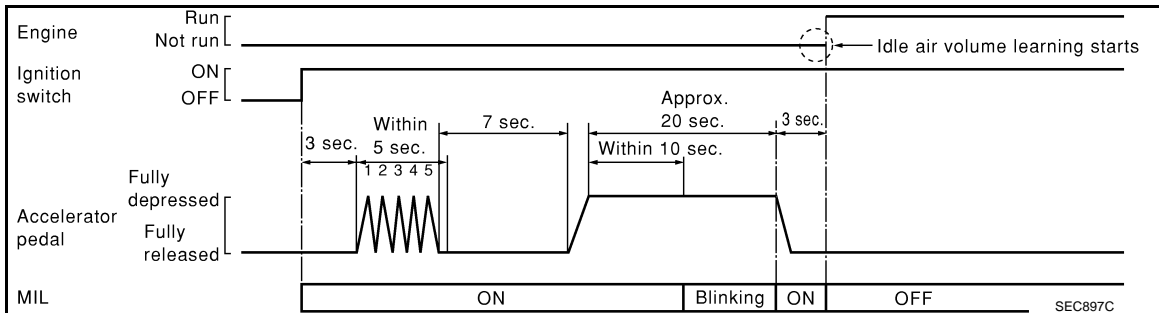 Engine
Run
Not run
Idle air volume learning starts
Ignition
switch
ON
OFF
3 sec.
Within
5 sec.
1 2 3 4 5
7 sec.
Approx.
20 sec.
Within 10 sec.
3 sec.
Accelerator
pedal
Fully
depressed
Fully
released
MIL
ON
Blinking
ON
OFF
SEC897C